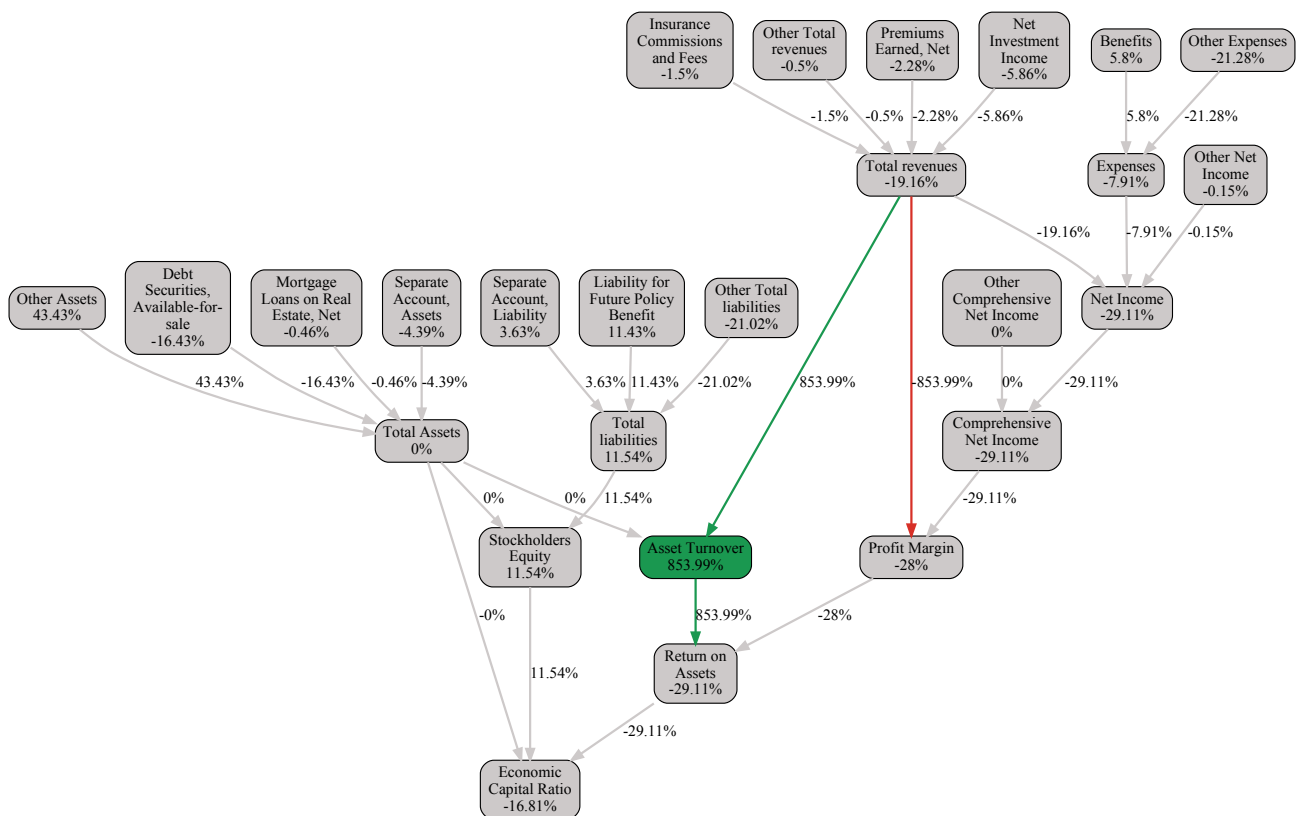 Insurance
Commissions
and Fees
-1.5%
Other Total
revenues
-0.5%
Premiums
Earned, Net
-2.28%
Net
Investment
Income
-5.86%
Benefits
5.8%
Other Expenses
-21.28%
-1.5%
-0.5%
-2.28%
-5.86%
5.8%
-21.28%
Total revenues
-19.16%
Expenses
-7.91%
Other Net
Income
-0.15%
-19.16%
-7.91%
-0.15%
Other Assets
43.43%
Debt
Securities,
Available-for-
sale
-16.43%
Mortgage
Loans on Real
Estate, Net
-0.46%
Separate
Account,
Assets
-4.39%
Separate
Account,
Liability
3.63%
Liability for
Future Policy
Benefit
11.43%
Other Total
liabilities
-21.02%
Other
Comprehensive
Net Income
0%
Net Income
-29.11%
43.43%
-16.43%
-0.46%
-4.39%
3.63%
11.43%
-21.02%
853.99%
-853.99%
0%
-29.11%
Total Assets
0%
Total
liabilities
11.54%
Comprehensive
Net Income
-29.11%
0%
0%
11.54%
-29.11%
Stockholders
Equity
11.54%
Asset Turnover
853.99%
Profit Margin
-28%
-0%
853.99%
-28%
11.54%
Return on
Assets
-29.11%
-29.11%
Economic
Capital Ratio
-16.81%